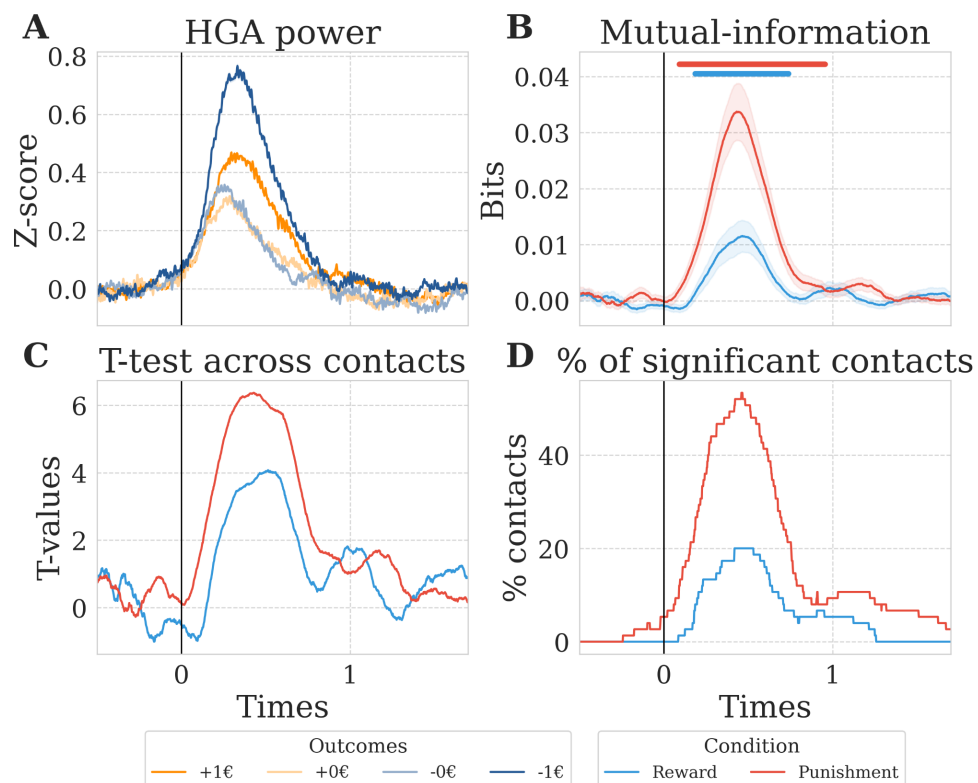 A HGA power
0.8
0.6
0.4
0.2
0.0
Z-score
B Mutual-information
0.04
0.03
0.02
0.01
0.00
Bits
C T-test across contacts
6
4
2
0
T-values
0 1
Times
D % of significant contacts
40
20
0
% contacts
0 1
Times
Outcomes
+1€ +0€ -0€ -1€
Condition
Reward Punishment